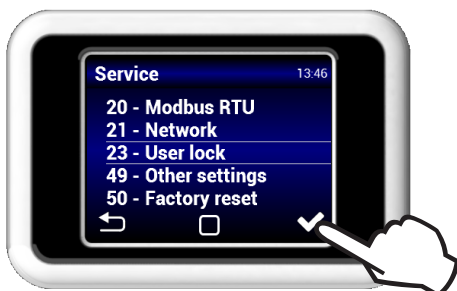 Service 13:46
20 - Modbus RTU
21 - Network
23 - User lock
49 - Other settings
50 - Factory reset